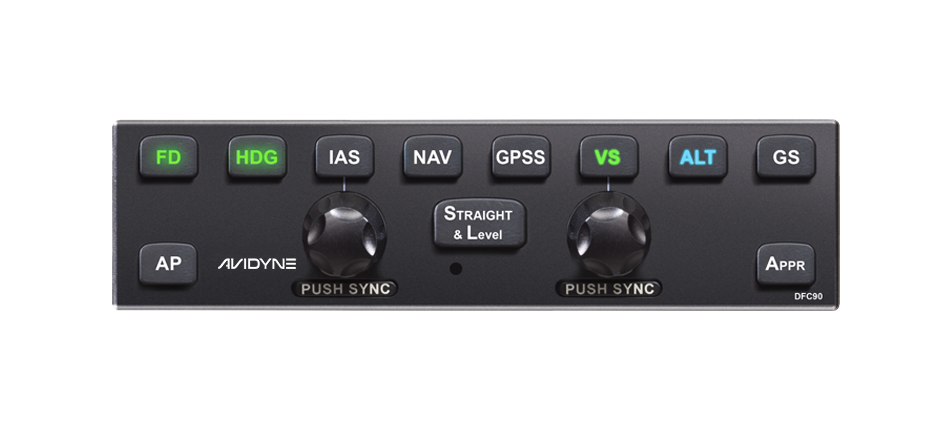 FD HDG IAS NAV GPSS VS ALT GS
STRAIGHT
& Level
AP AVIDYNE APPR
PUSH SYNC PUSH SYNC
DFC90